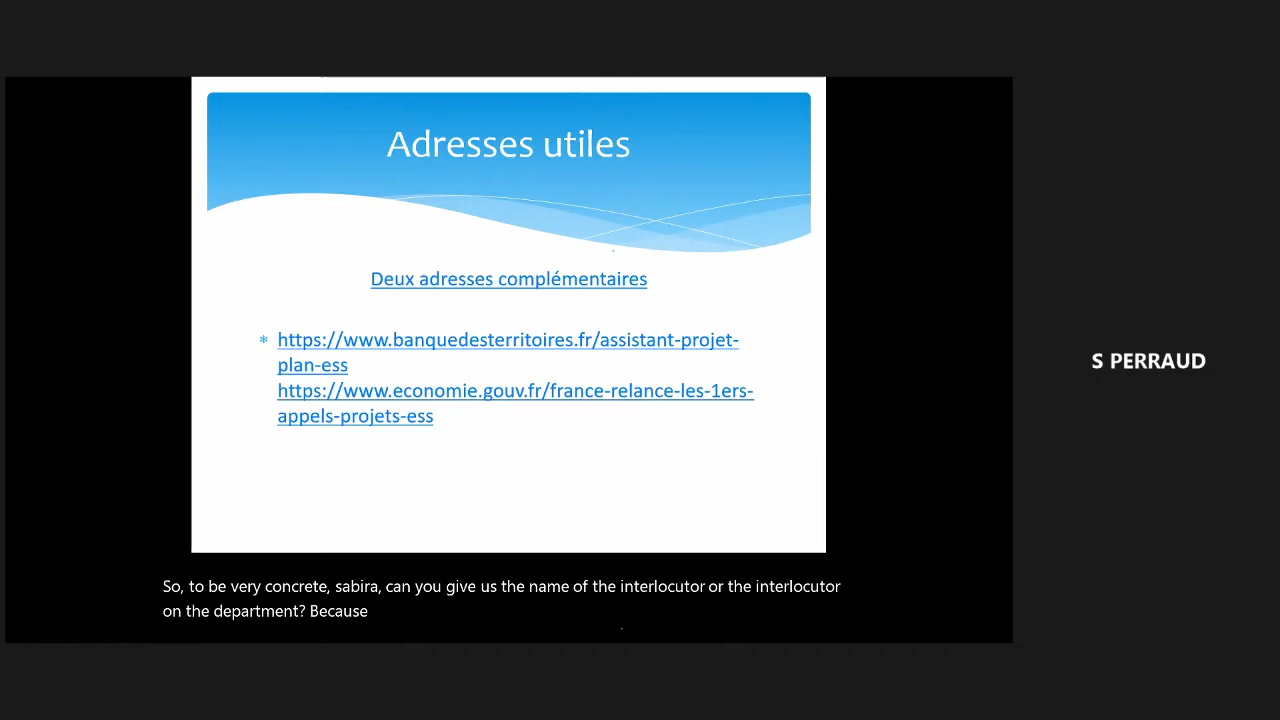 Adresses utiles
Deux adresses complémentaires
* https://www.banquedesterritoires.fr/assistant-projet-
plan-ess
https://www.economie.gouv.fr/france-relance-les-1ers-
appels-projets-ess
S PERRAUD
So, to be very concrete, sabira, can you give us the name of the interlocutor or the interlocutor
on the department? Because